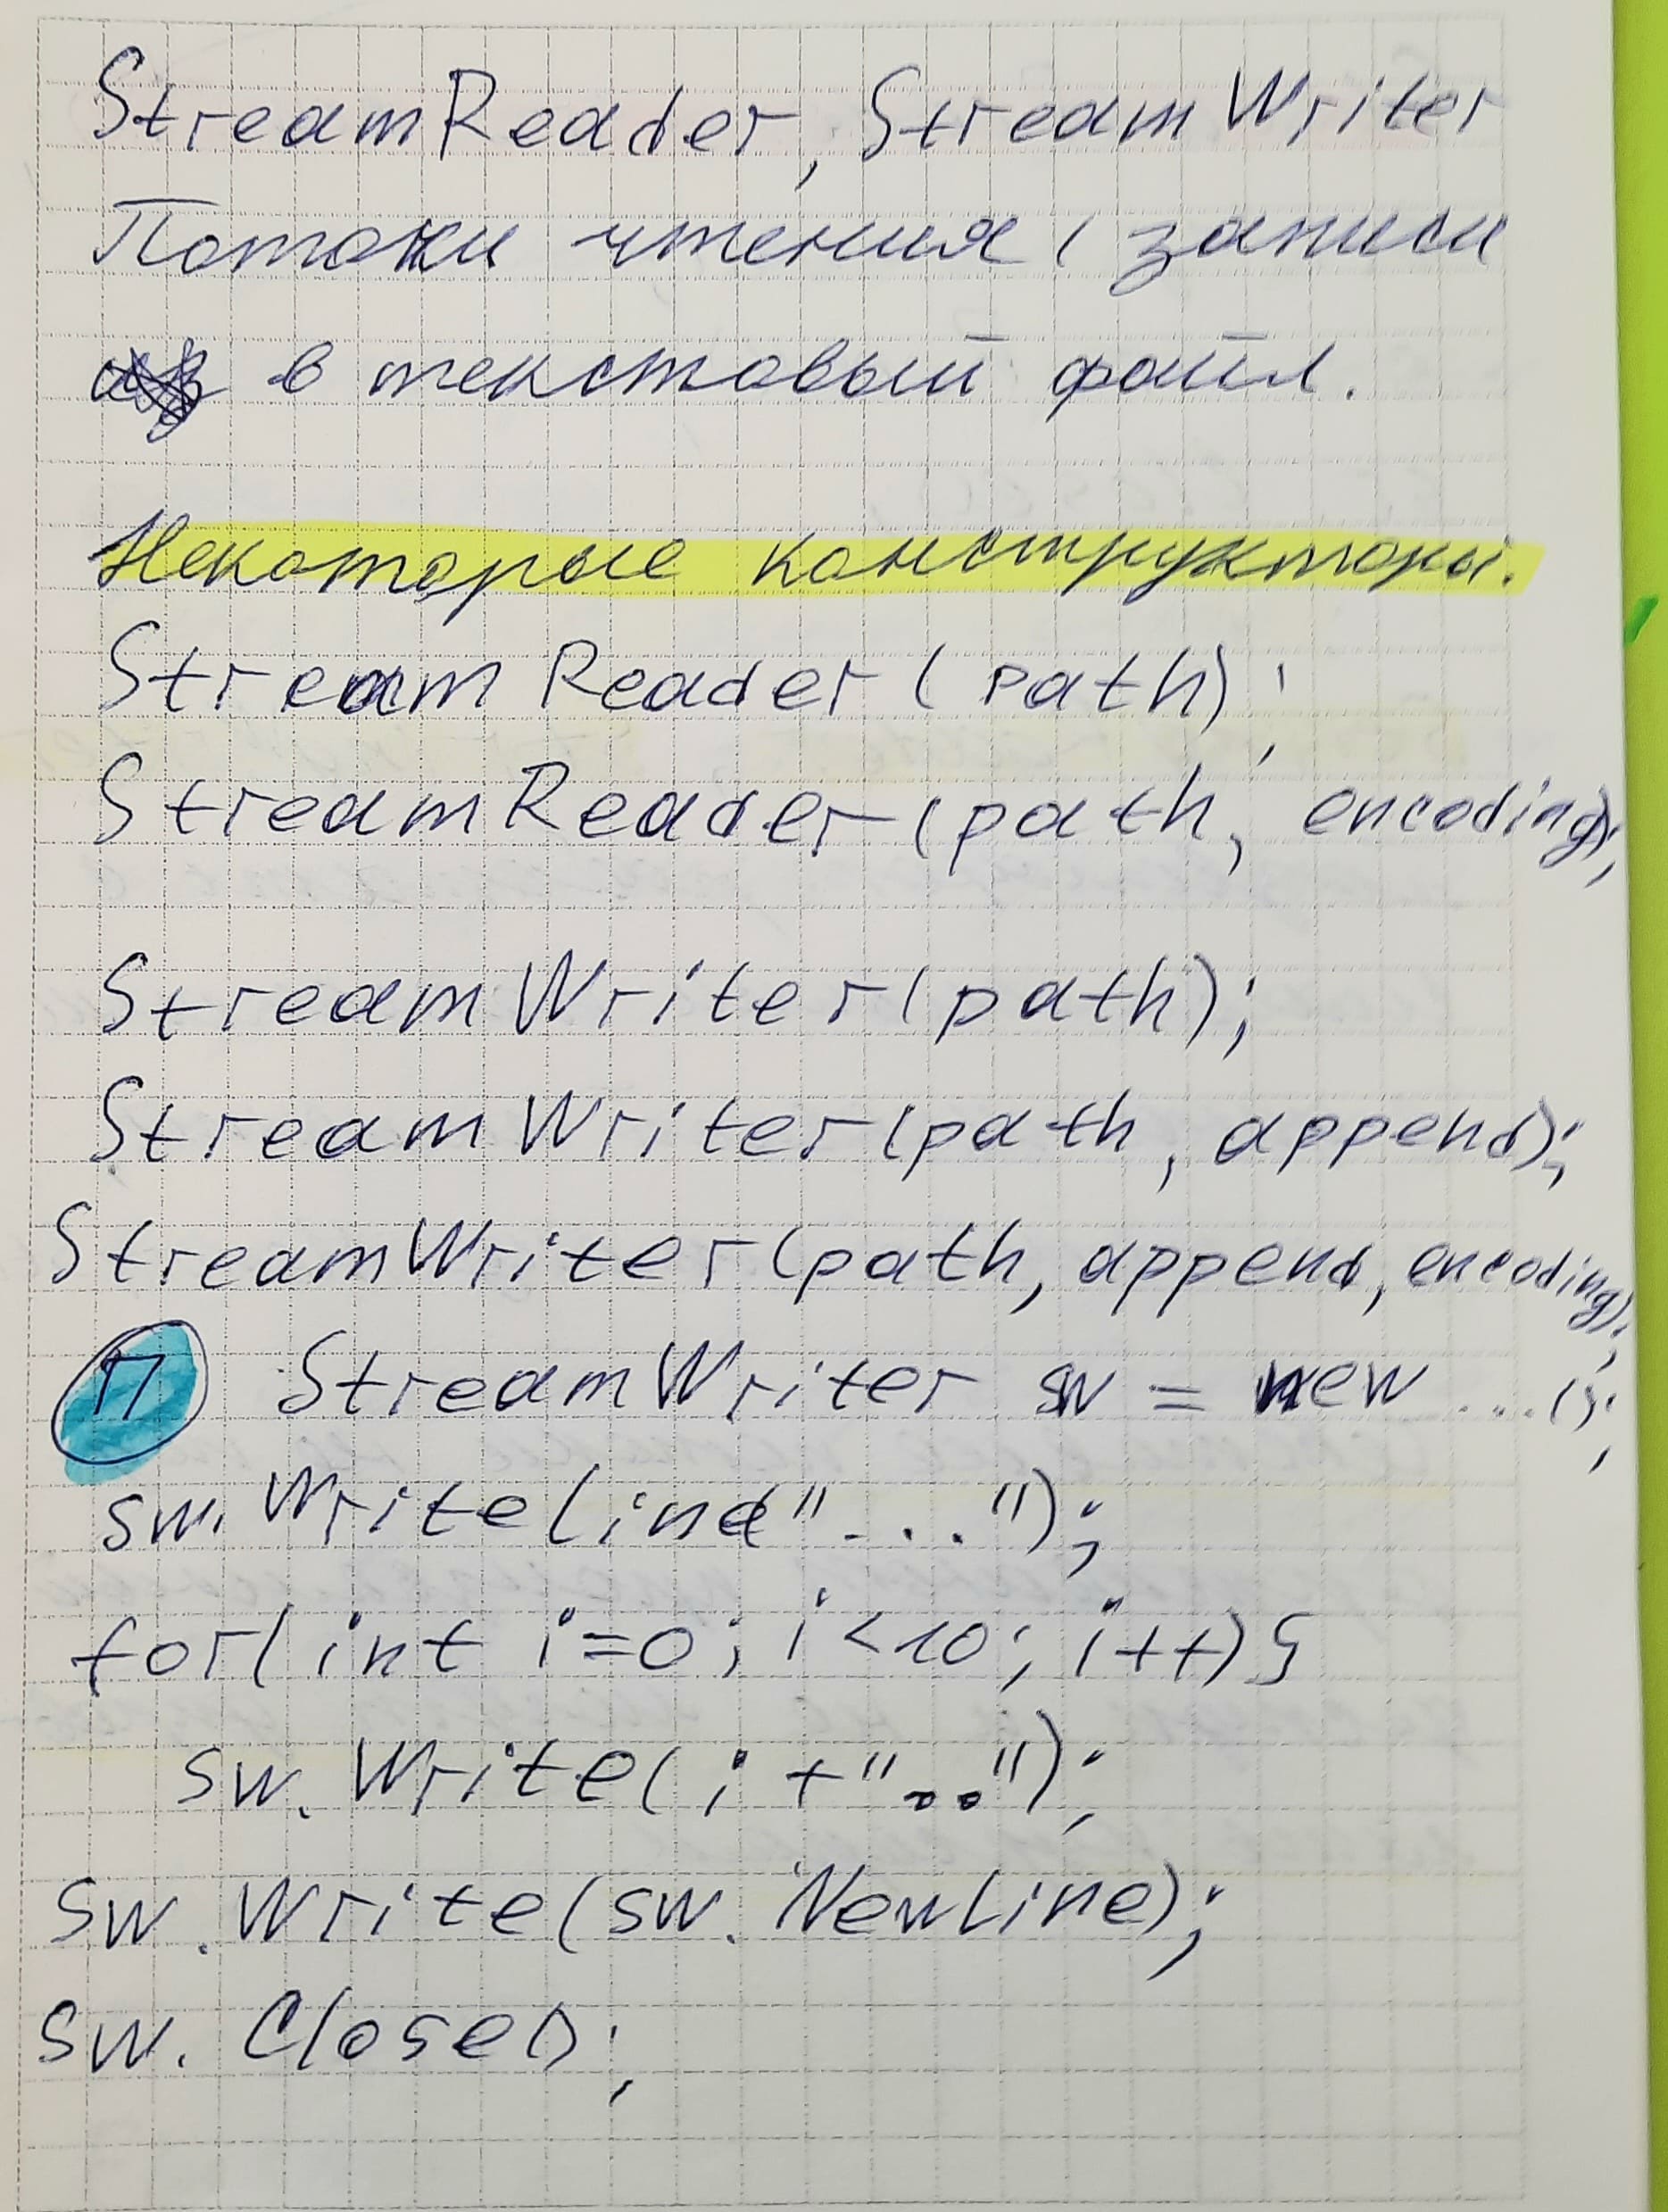 StreamReader, StreamWriter
Потоки чтения / записи
в текстовый файл.
Некоторые конструкторы.
StreamReader(path);
StreamReader(path, encoding);
StreamWriter(path);
StreamWriter(path, append);
StreamWriter(path, append, encoding);
П StreamWriter sw = new ...();
sw. Write("...");
for(int i=0; i<10; i++){
sw. Write(i+"..");
sw. Write(sw. NewLine);
sw. Close();